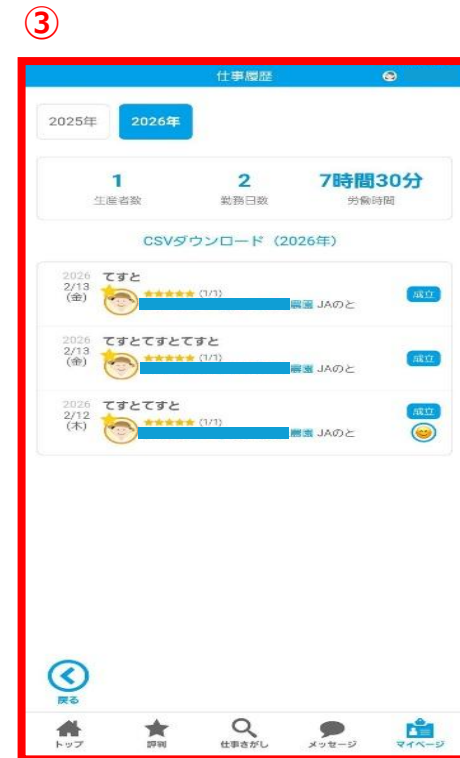 ③
仕事履歴
2025年 2026年
1 2 7時間30分
生産者数 勤務日数 労働時間
CSVダウンロード（2026年）
2026 てすと
2/13 ★★★★★ (1/1)
(金) 農園 JAのと 成立
2026 てすとてすとてすと
2/13 ★★★★★ (1/1)
(金) 農園 JAのと 成立
2026 てすとてすと
2/12 ★★★★★ (1/1) 成立
(木) 農園 JAのと
戻る
トップ 評判 仕事さがし メッセージ マイページ